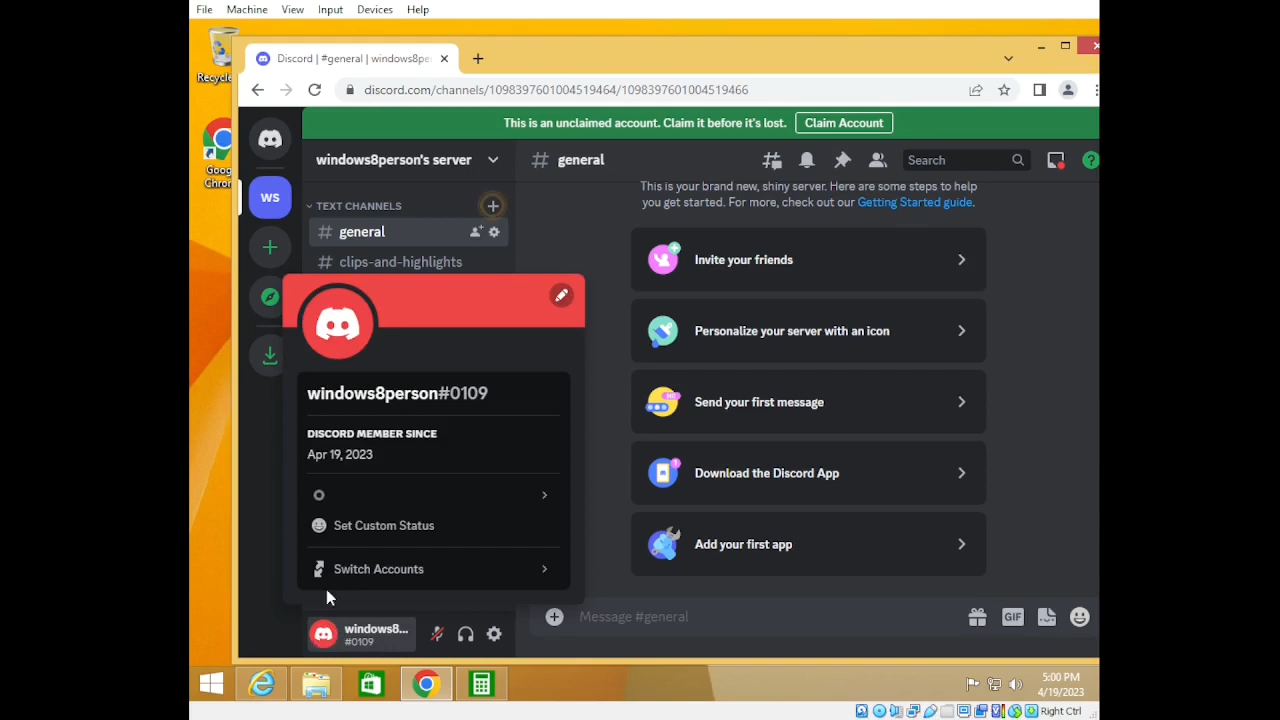 File Machine View Input Devices Help
Recycle
Discord | #general | windows8pe
discord.com/channels/1098397601004519464/1098397601004519466
Goog
Chron
This is an unclaimed account. Claim it before it's lost. Claim Account
windows8person's server
general
Search
WS
TEXT CHANNELS
general
clips-and-highlights
This is your brand new, shiny server. Here are some steps to help
you get started. For more, check out our Getting Started guide.
Invite your friends
Personalize your server with an icon
Send your first message
Download the Discord App
Add your first app
windows8person#0109
DISCORD MEMBER SINCE
Apr 19, 2023
Set Custom Status
Switch Accounts
windows8...
#0109
Message #general
GIF
5:00 PM
4/19/2023
Right Ctrl